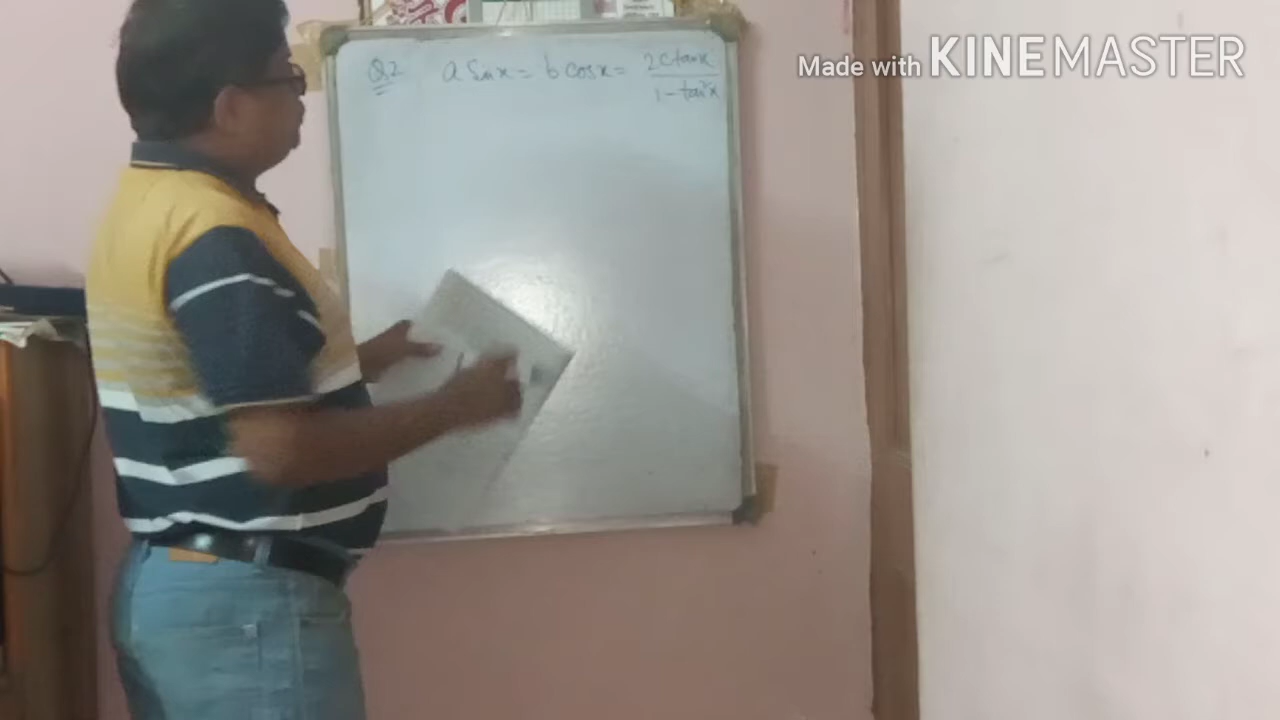 Made with KINEMASTER
Q2 a sin x = b cos x = 2c tan x / 1 - tan²x